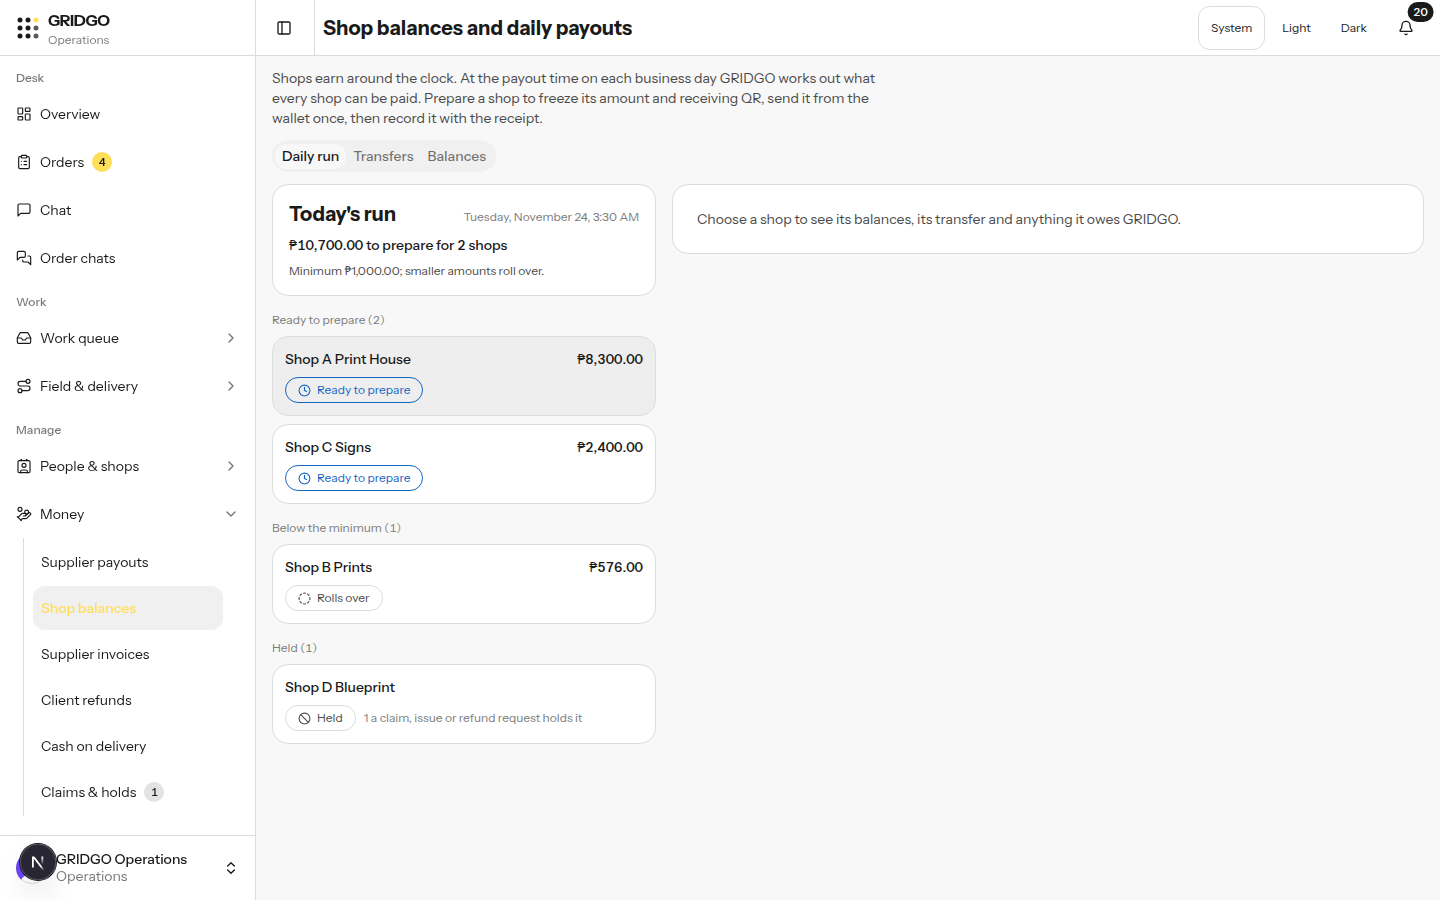 GRIDGO
Operations
Desk
Overview
Orders 4
Chat
Order chats
Work
Work queue
Field & delivery
Manage
People & shops
Money
Supplier payouts
Shop balances
Supplier invoices
Client refunds
Cash on delivery
Claims & holds 1
N
GRIDGO Operations
Operations
Shop balances and daily payouts
System
Light
Dark
20
Shops earn around the clock. At the payout time on each business day GRIDGO works out what
every shop can be paid. Prepare a shop to freeze its amount and receiving QR, send it from the
wallet once, then record it with the receipt.
Daily run
Transfers
Balances
Today's run
Tuesday, November 24, 3:30 AM
₱10,700.00 to prepare for 2 shops
Minimum ₱1,000.00; smaller amounts roll over.
Ready to prepare (2)
Shop A Print House
₱8,300.00
Ready to prepare
Shop C Signs
₱2,400.00
Ready to prepare
Below the minimum (1)
Shop B Prints
₱576.00
Rolls over
Held (1)
Shop D Blueprint
Held
1 a claim, issue or refund request holds it
Choose a shop to see its balances, its transfer and anything it owes GRIDGO.